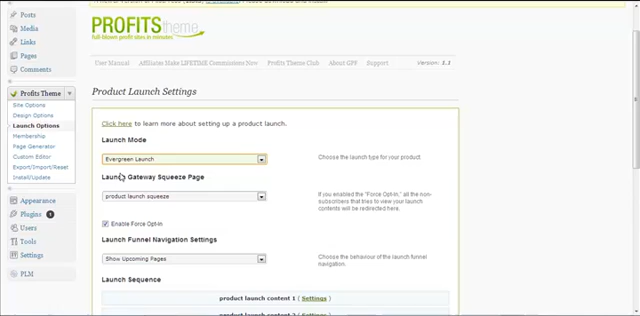 Posts
Media
Links
Pages
Comments
Profits Theme
Site Options
Design Options
Launch Options
Membership
Page Generator
Custom Editor
Export/Import/Reset
Install/Update
Appearance
Plugins 1
Users
Tools
Settings
PLM
PROFITStheme
full-blown profit sites in minutes
User Manual Affiliates Make LIFETIME Commissions Now Profits Theme Club About GPF Support Version: 1.1
Product Launch Settings
Click here to learn more about setting up a product launch.
Launch Mode
Evergreen Launch
Choose the launch type for your product
Launch Gateway Squeeze Page
product launch squeeze
If you enabled the "Force Opt-In," all the non-
subscribers that tries to view your launch
contents will be redirected here.
Enable Force Opt-In
Launch Funnel Navigation Settings
Show Upcoming Pages
Choose the behaviour of the launch funnel
navigation.
Launch Sequence
product launch content 1 ( Settings )